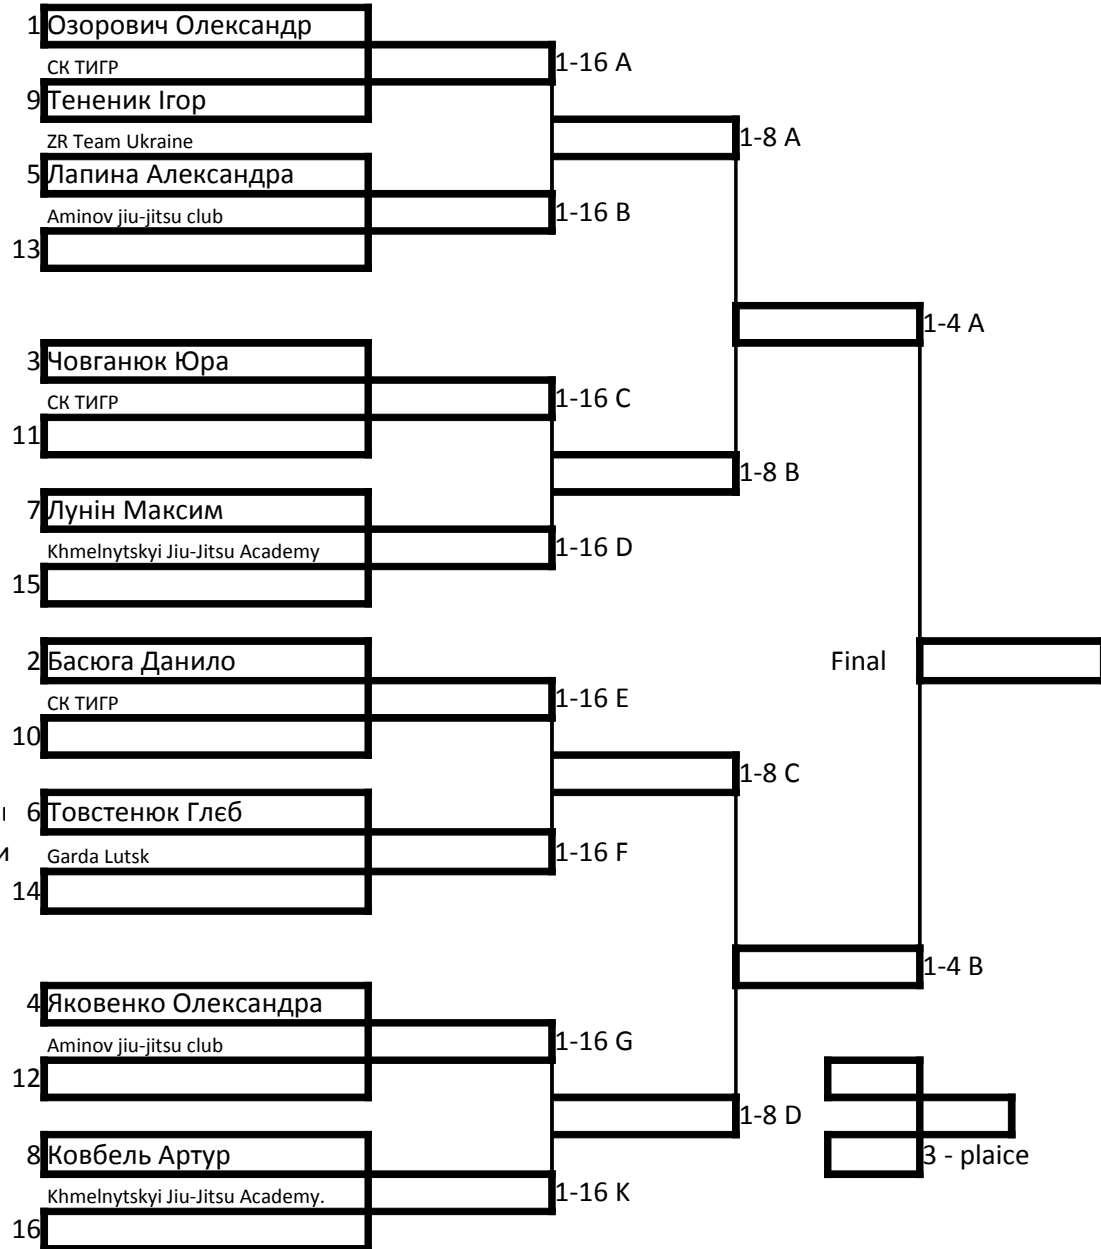 1 Озорович Олександр
СК ТИГР
1-16 A
9 Тененик Ігор
ZR Team Ukraine
1-8 A
5 Лапина Александра
Aminov jiu-jitsu club
1-16 B
13
1-4 A
3 Човганюк Юра
СК ТИГР
1-16 C
11
1-8 B
7 Лунін Максим
Khmelnytskyi Jiu-Jitsu Academy
1-16 D
15
2 Басюга Данило
Final
СК ТИГР
1-16 E
10
1-8 C
6 Товстенюк Глєб
Garda Lutsk
1-16 F
14
1-4 B
4 Яковенко Олександра
Aminov jiu-jitsu club
1-16 G
12
1-8 D
8 Ковбель Артур
3 - plaice
Khmelnytskyi Jiu-Jitsu Academy.
1-16 K
16